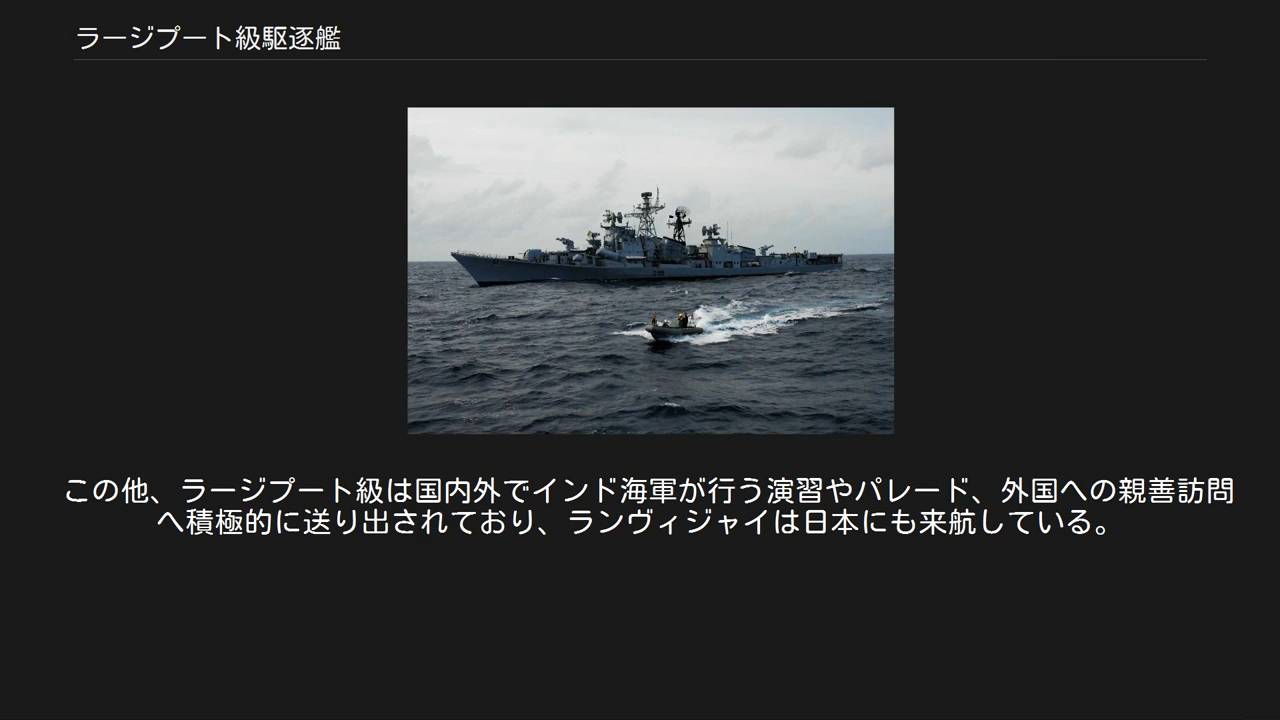 ラージプート級駆逐艦
この他、ラージプート級は国内外でインド海軍が行う演習やパレード、外国への親善訪問
へ積極的に送り出されており、ランヴィジャイは日本にも来航している。